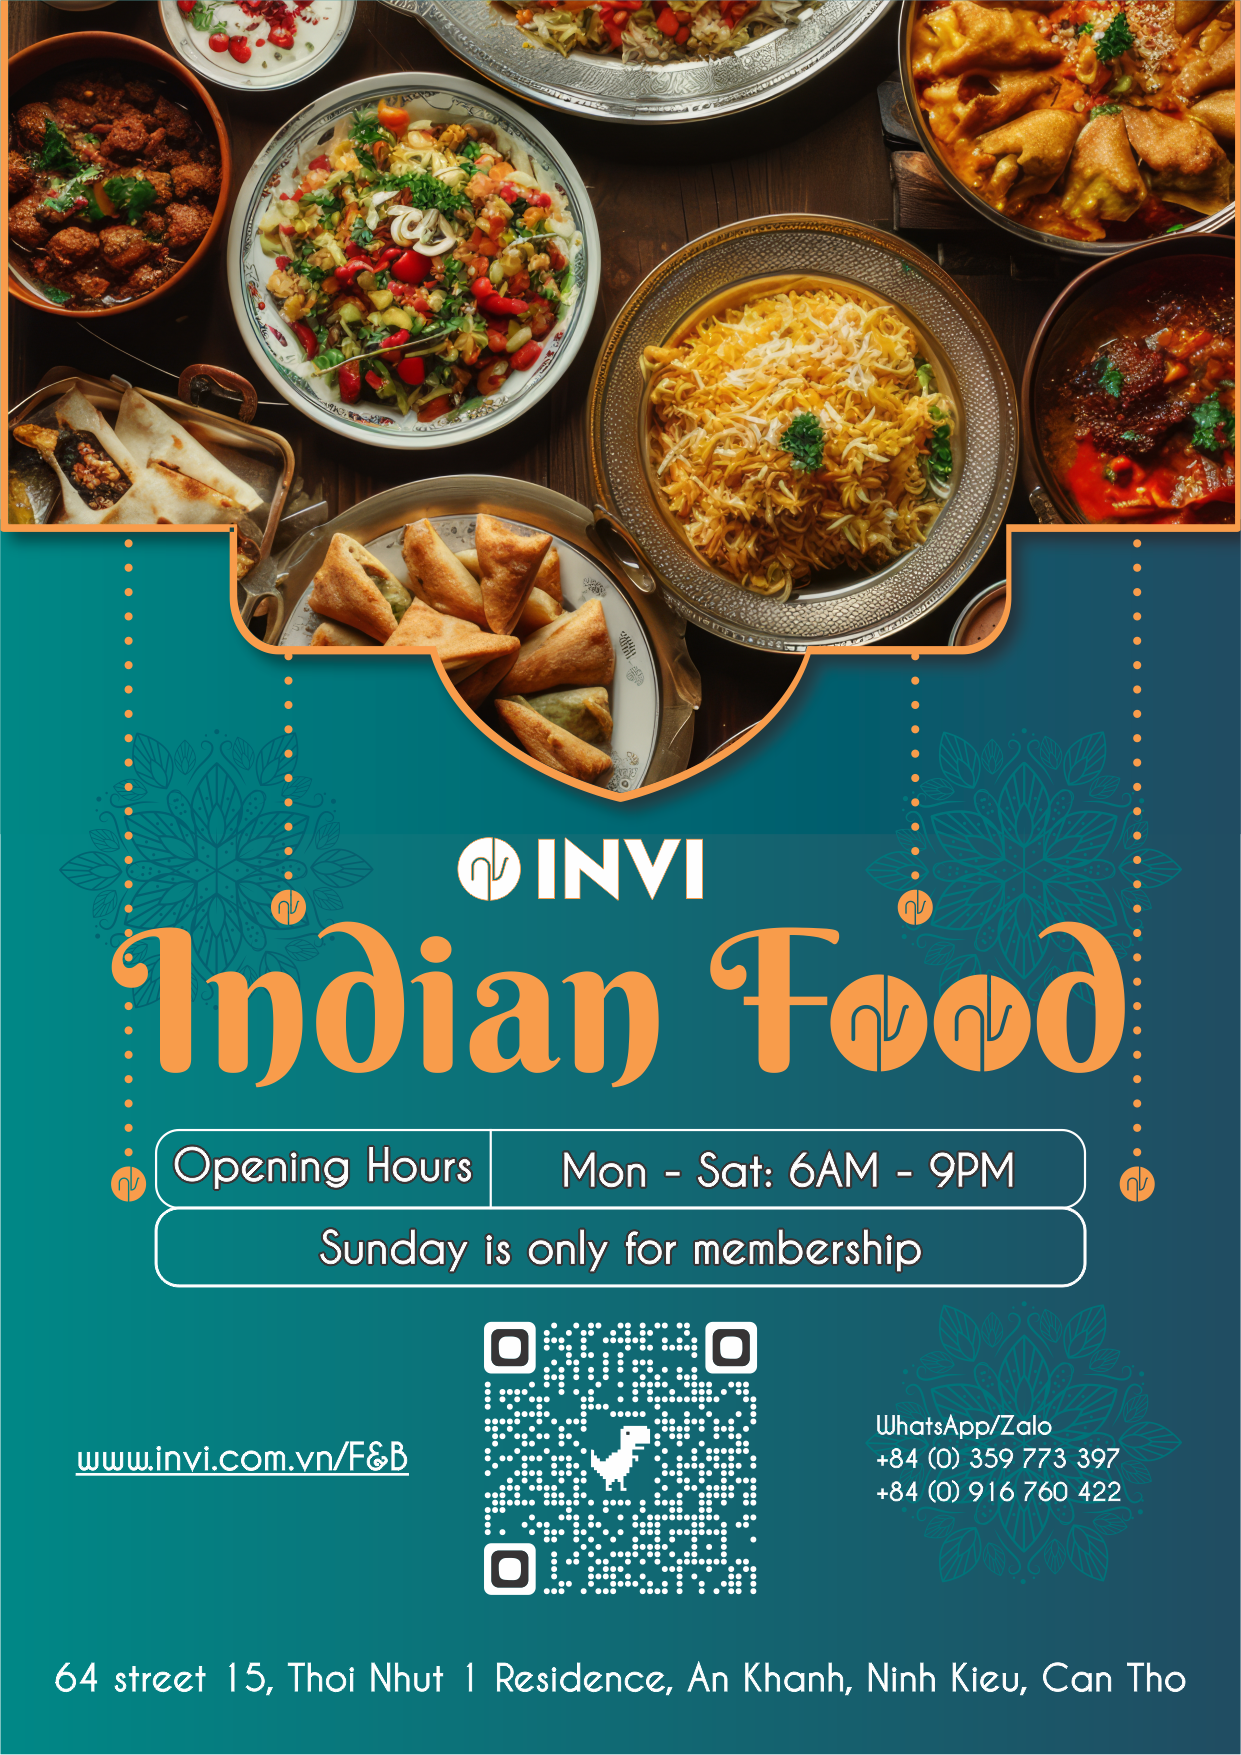 INVI
Indian Food
Opening Hours
Mon - Sat: 6AM - 9PM
Sunday is only for membership
www.invi.com.vn/F&B
WhatsApp/Zalo
+84 (0) 359 773 397
+84 (0) 916 760 422
64 street 15, Thoi Nhut 1 Residence, An Khanh, Ninh Kieu, Can Tho